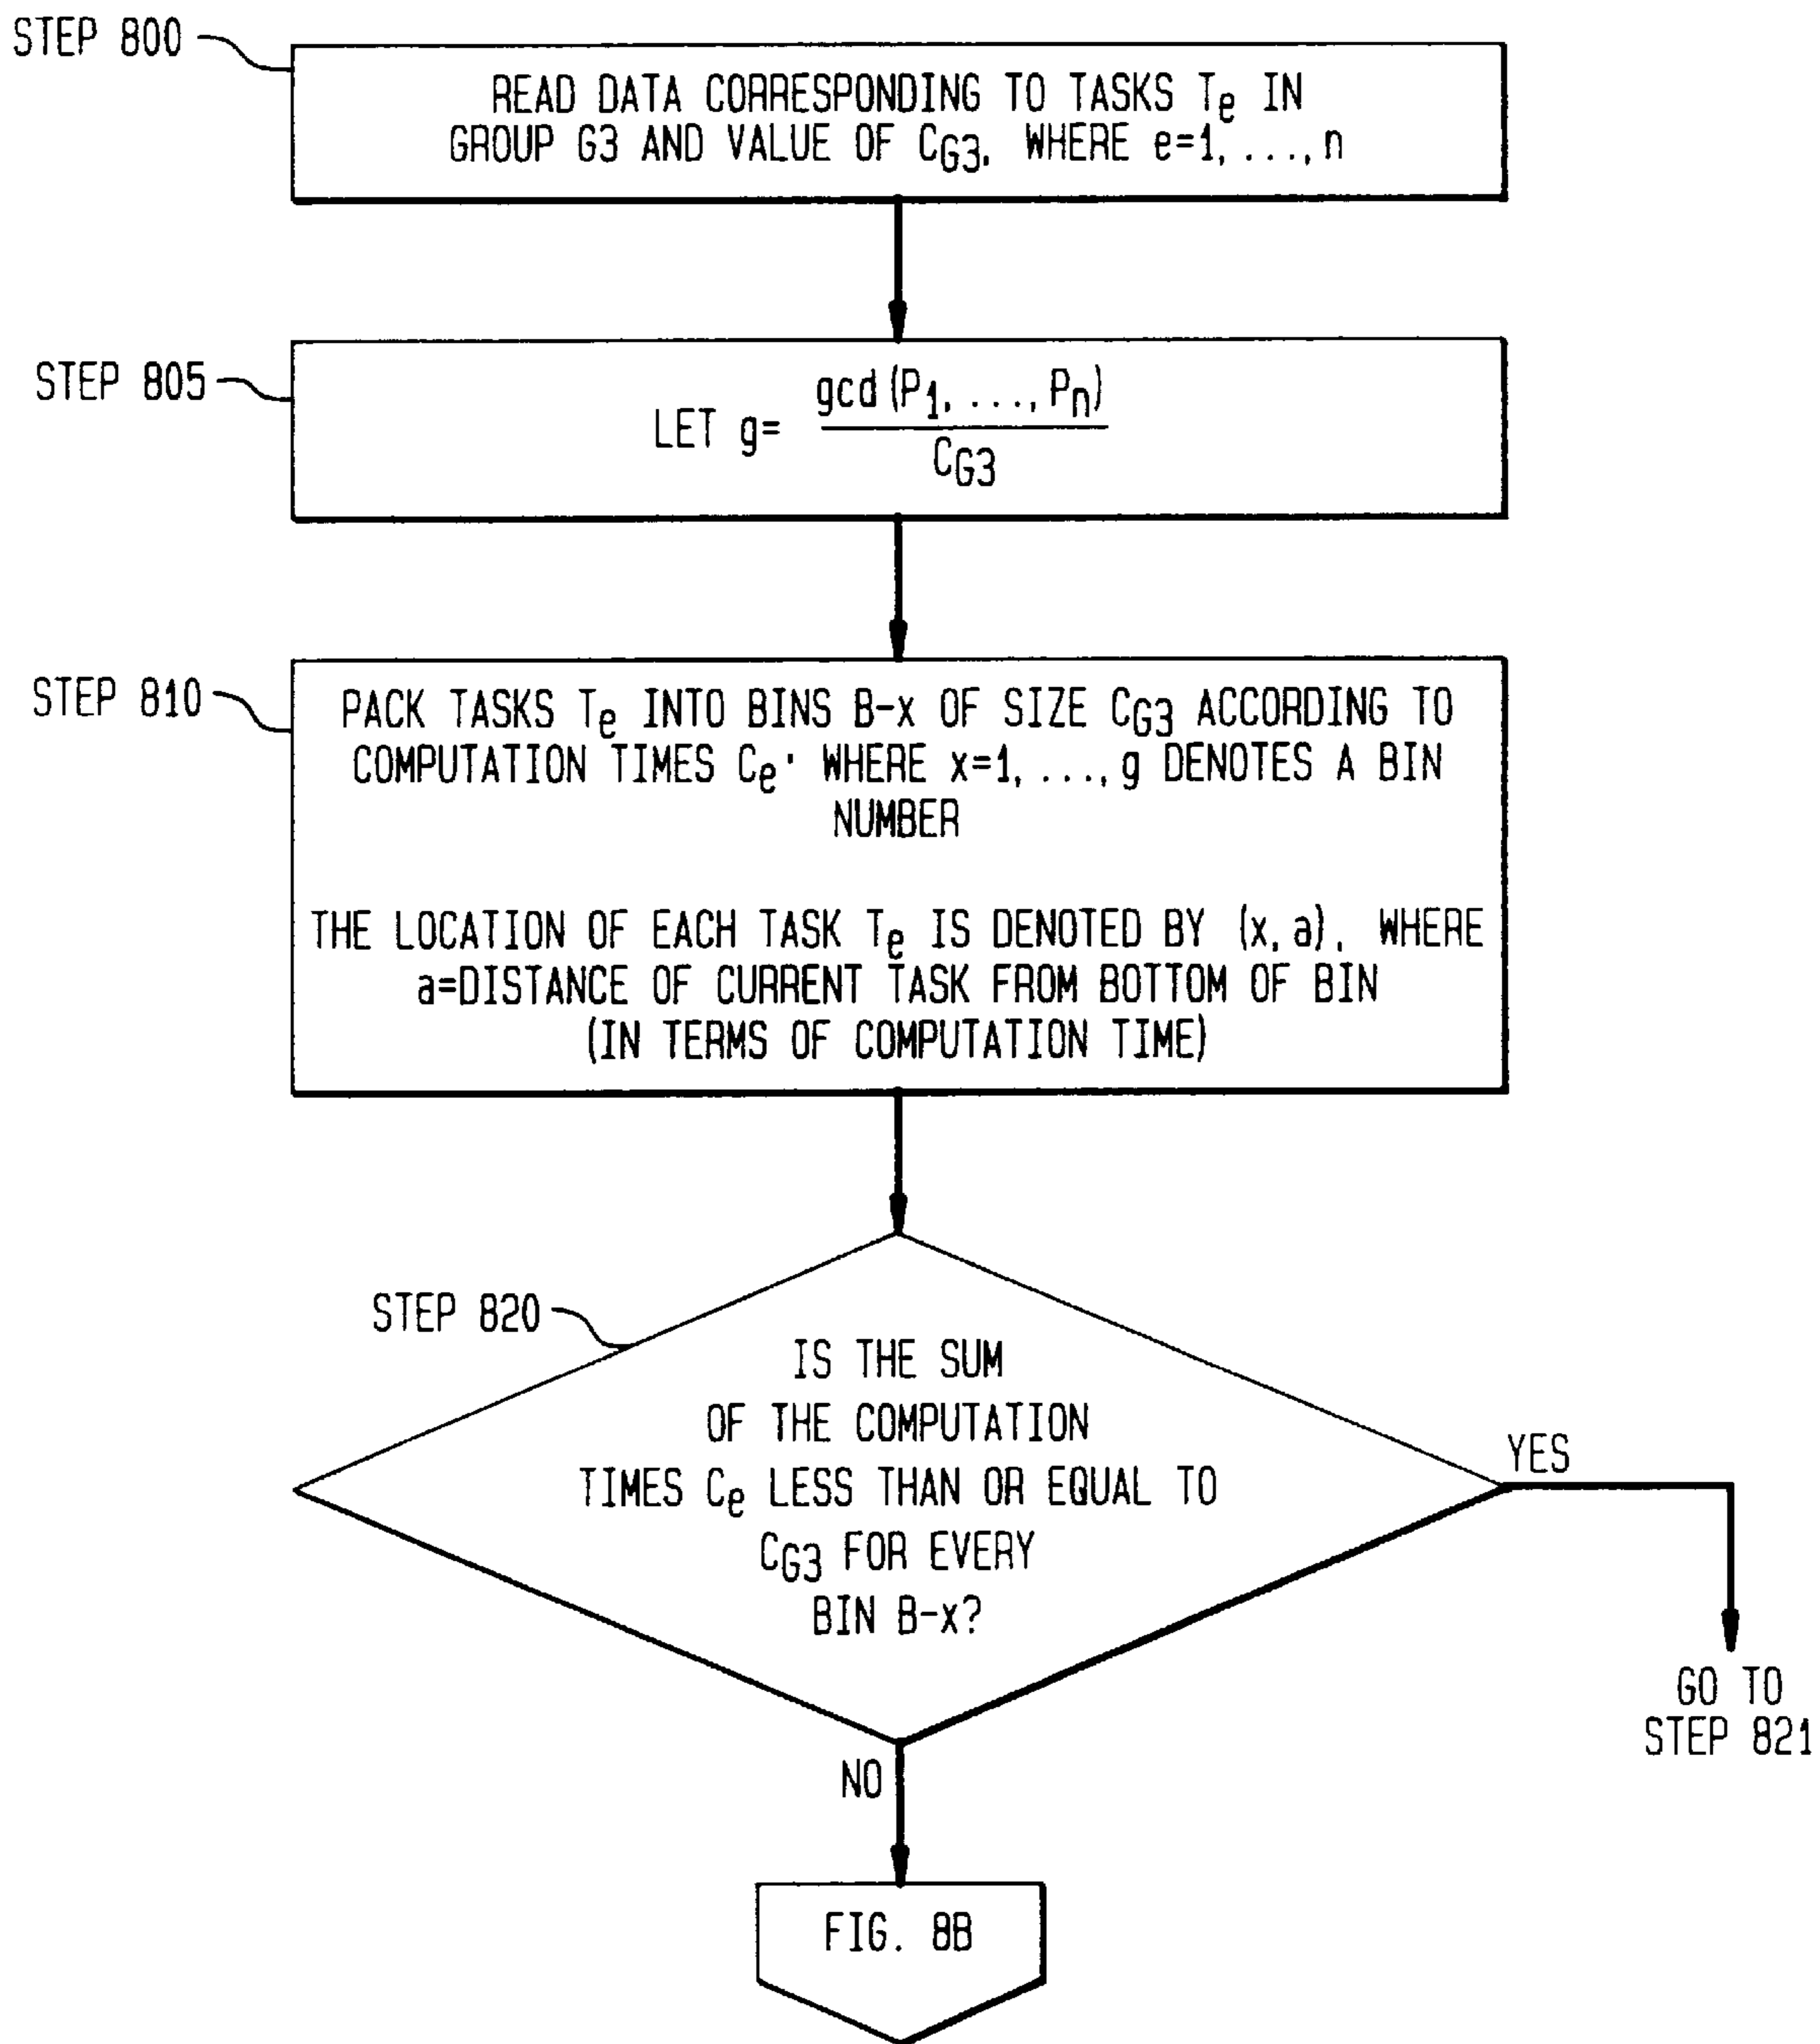 STEP 800
READ DATA CORRESPONDING TO TASKS Te IN
GROUP G3 AND VALUE OF CG3, WHERE e=1, ..., n
STEP 805
LET g= gcd (P1, ..., Pn)
CG3
STEP 810
PACK TASKS Te INTO BINS B-x OF SIZE CG3 ACCORDING TO
COMPUTATION TIMES Ce. WHERE x=1, ..., g DENOTES A BIN
NUMBER
THE LOCATION OF EACH TASK Te IS DENOTED BY (x, a), WHERE
a=DISTANCE OF CURRENT TASK FROM BOTTOM OF BIN
(IN TERMS OF COMPUTATION TIME)
STEP 820
IS THE SUM
OF THE COMPUTATION
TIMES Ce LESS THAN OR EQUAL TO
CG3 FOR EVERY
BIN B-x?
YES
GO TO
STEP 821
NO
FIG. 8B